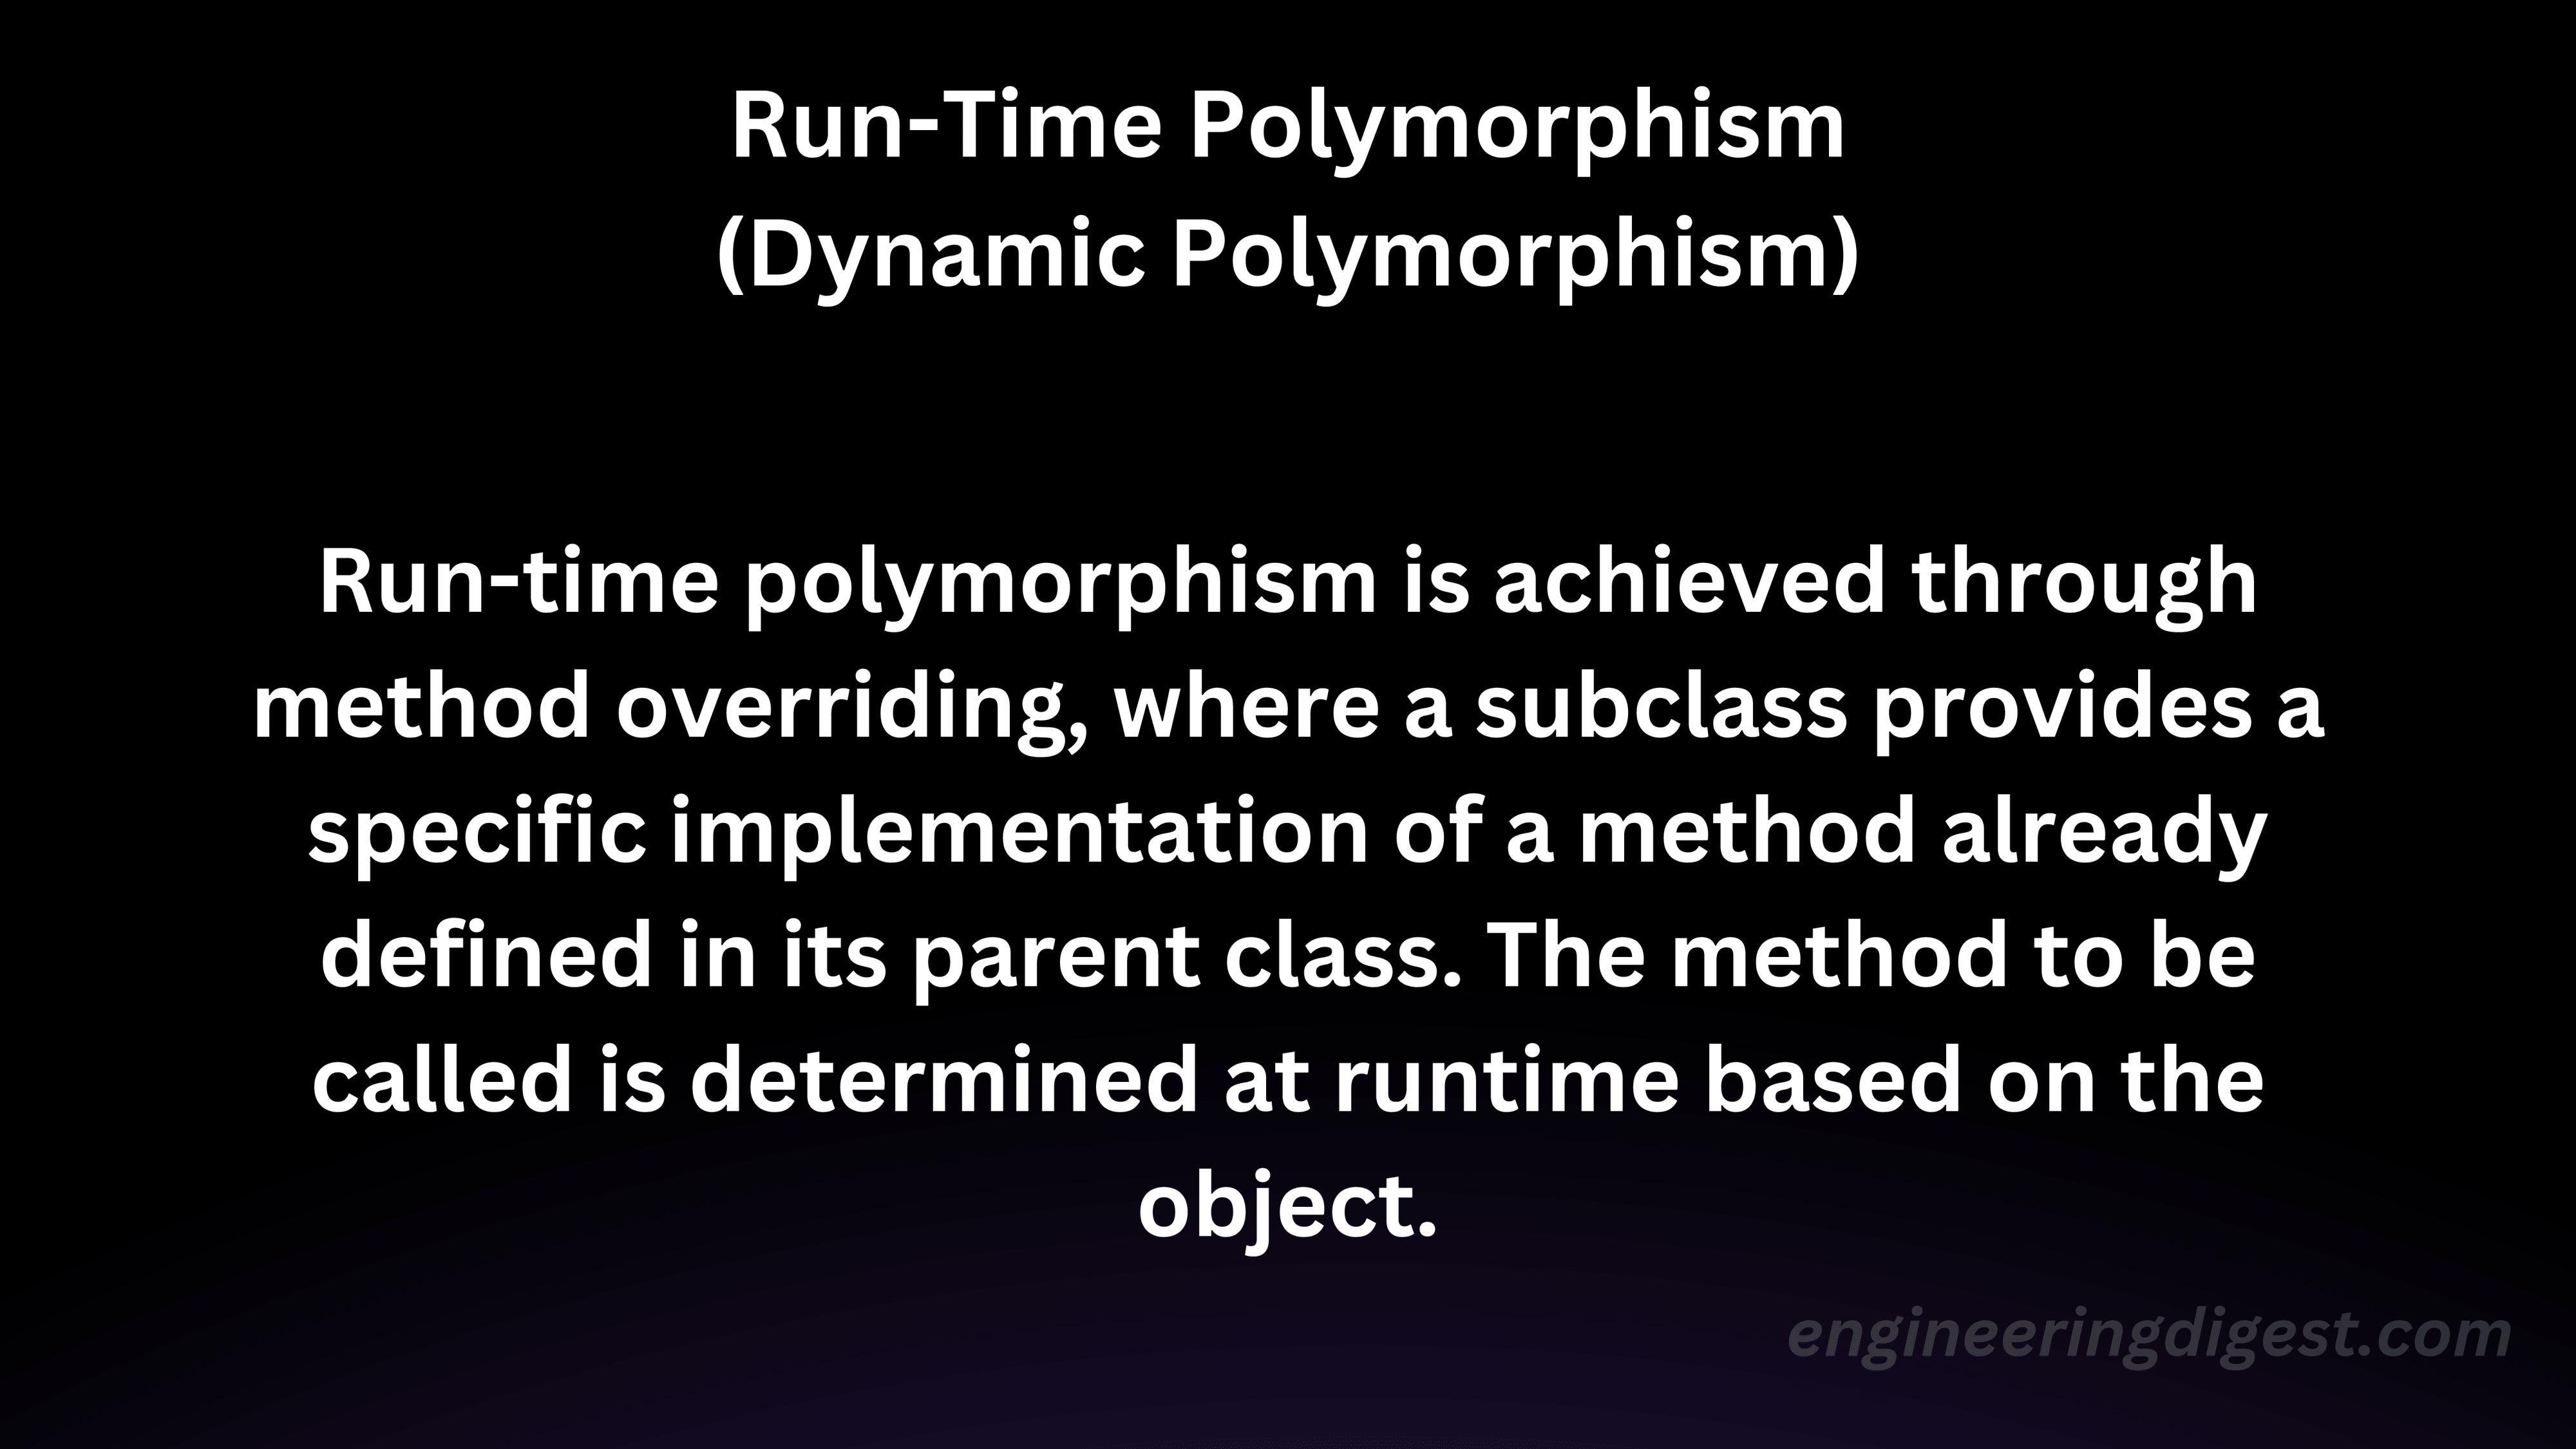 Run-Time Polymorphism
(Dynamic Polymorphism)
Run-time polymorphism is achieved through
method overriding, where a subclass provides a
specific implementation of a method already
defined in its parent class. The method to be
called is determined at runtime based on the
object.
engineeringdigest.com